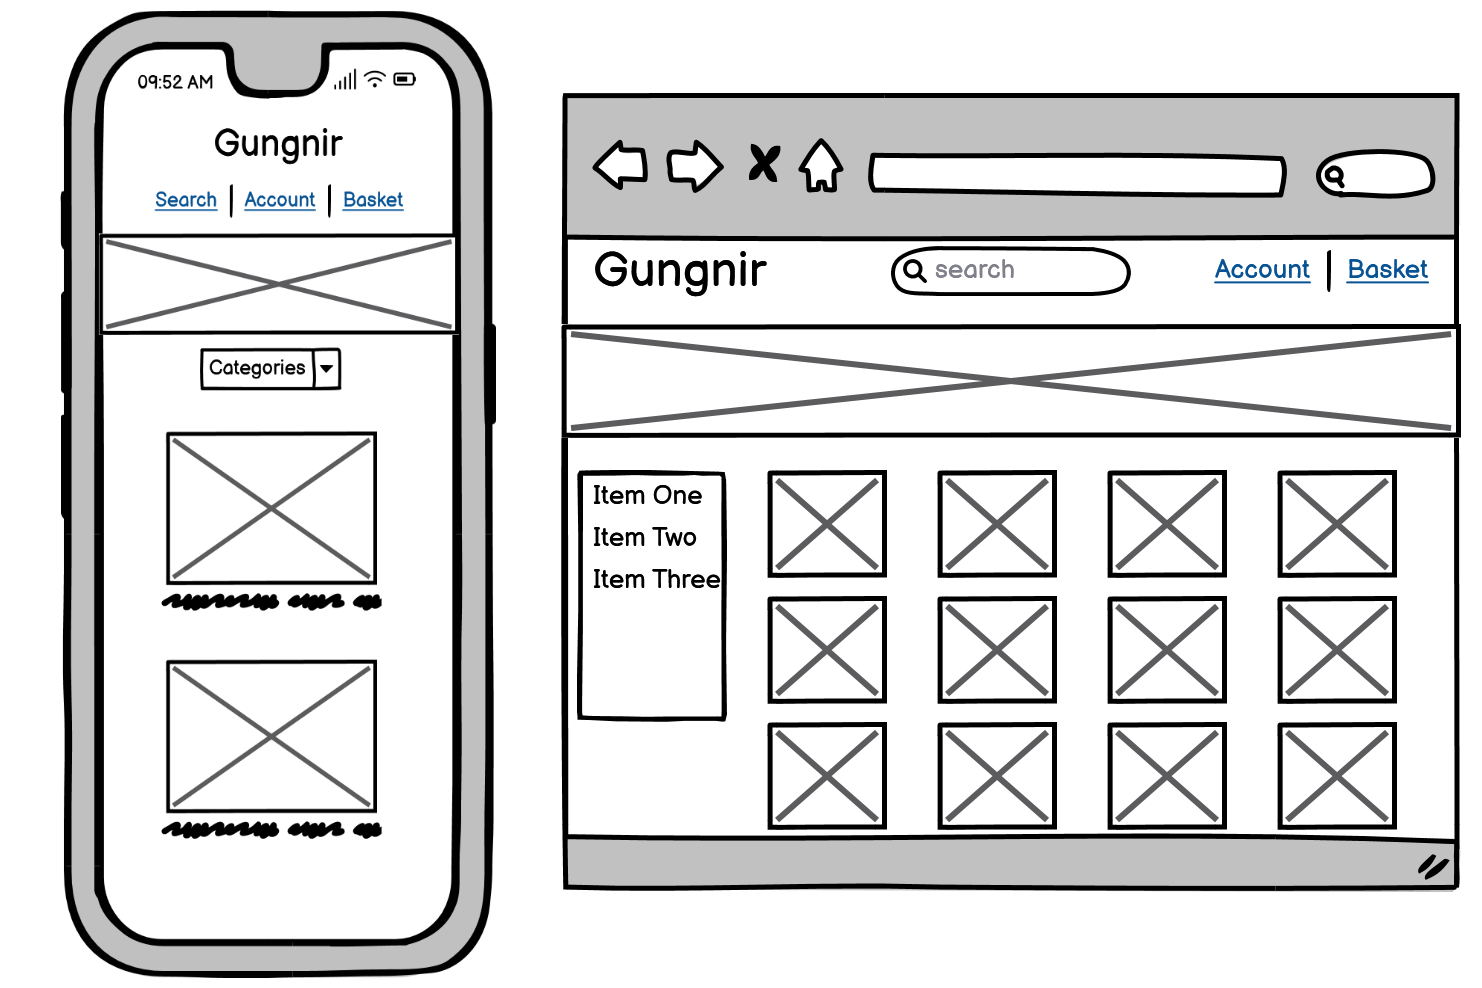 09:52 AM
Gungnir
Search | Account | Basket
Categories
Gungnir
search
Account | Basket
Item One
Item Two
Item Three